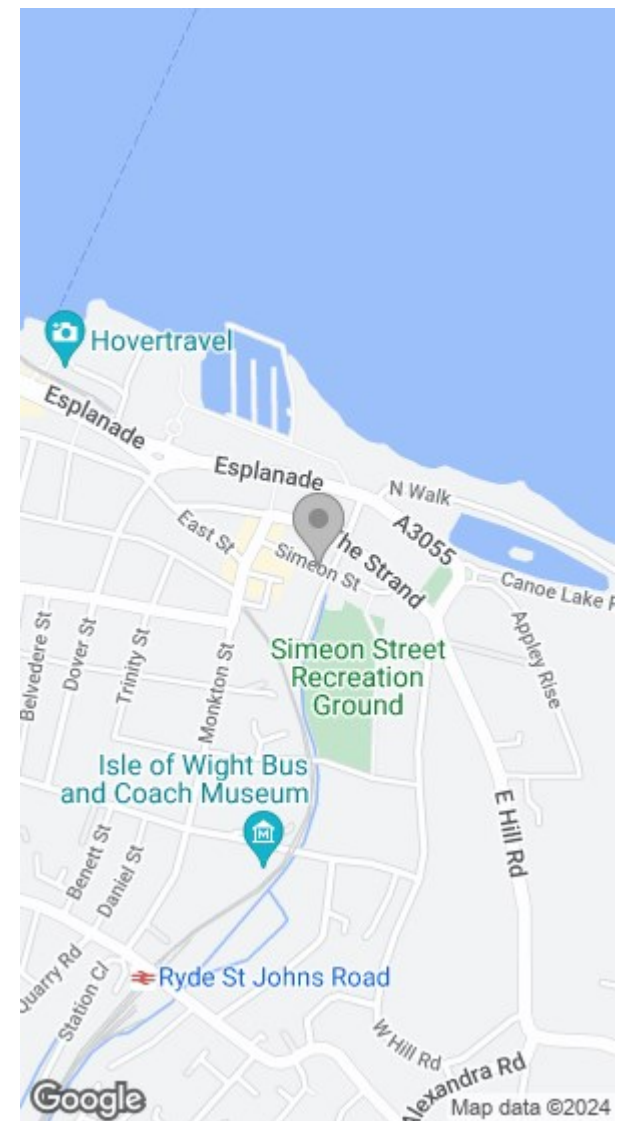 Hovertravel
Esplanade
Esplanade
N Walk
A3055
East St
Simeon St
The Strand
Canoe Lake
Appley Rise
Belvedere St
Dover St
Trinity St
Monkton St
Simeon Street
Recreation
Ground
Isle of Wight Bus
and Coach Museum
M
E Hill Rd
Benett St
Daniel St
Quarry Rd
Station Cl
Ryde St Johns Road
W Hill Rd
Alexandra Rd
Google
Map data ©2024